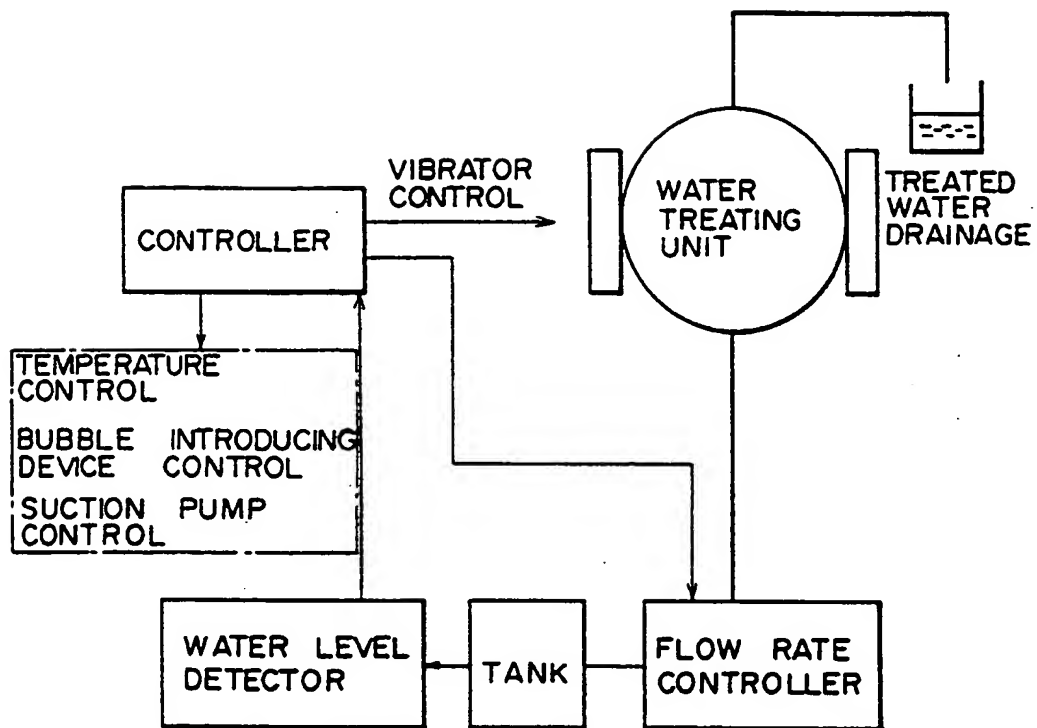 VIBRATOR
CONTROL
CONTROLLER
WATER
TREATING
UNIT
TREATED
WATER
DRAINAGE
TEMPERATURE
CONTROL
BUBBLE INTRODUCING
DEVICE CONTROL
SUCTION PUMP
CONTROL
WATER LEVEL
DETECTOR
TANK
FLOW RATE
CONTROLLER